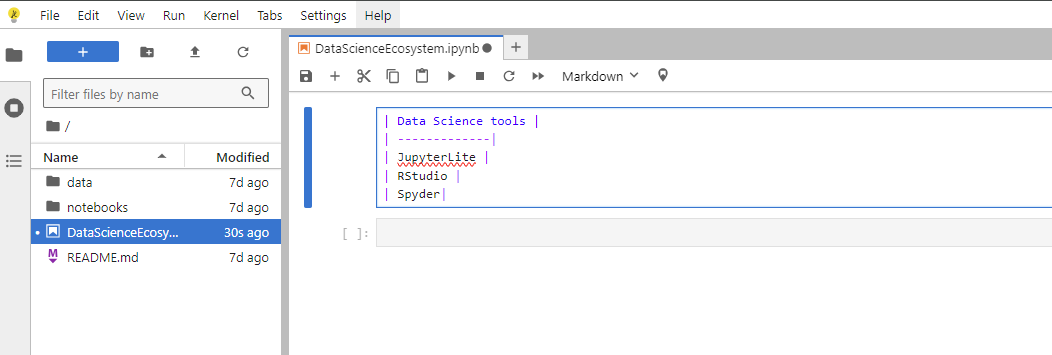 File Edit View Run Kernel Tabs Settings Help
+
Filter files by name
/
Name Modified
data 7d ago
notebooks 7d ago
DataScienceEcosy... 30s ago
README.md 7d ago
DataScienceEcosystem.ipynb
Markdown
| Data Science tools |
| -------------|
| JupyterLite |
| RStudio |
| Spyder|
[ ]: